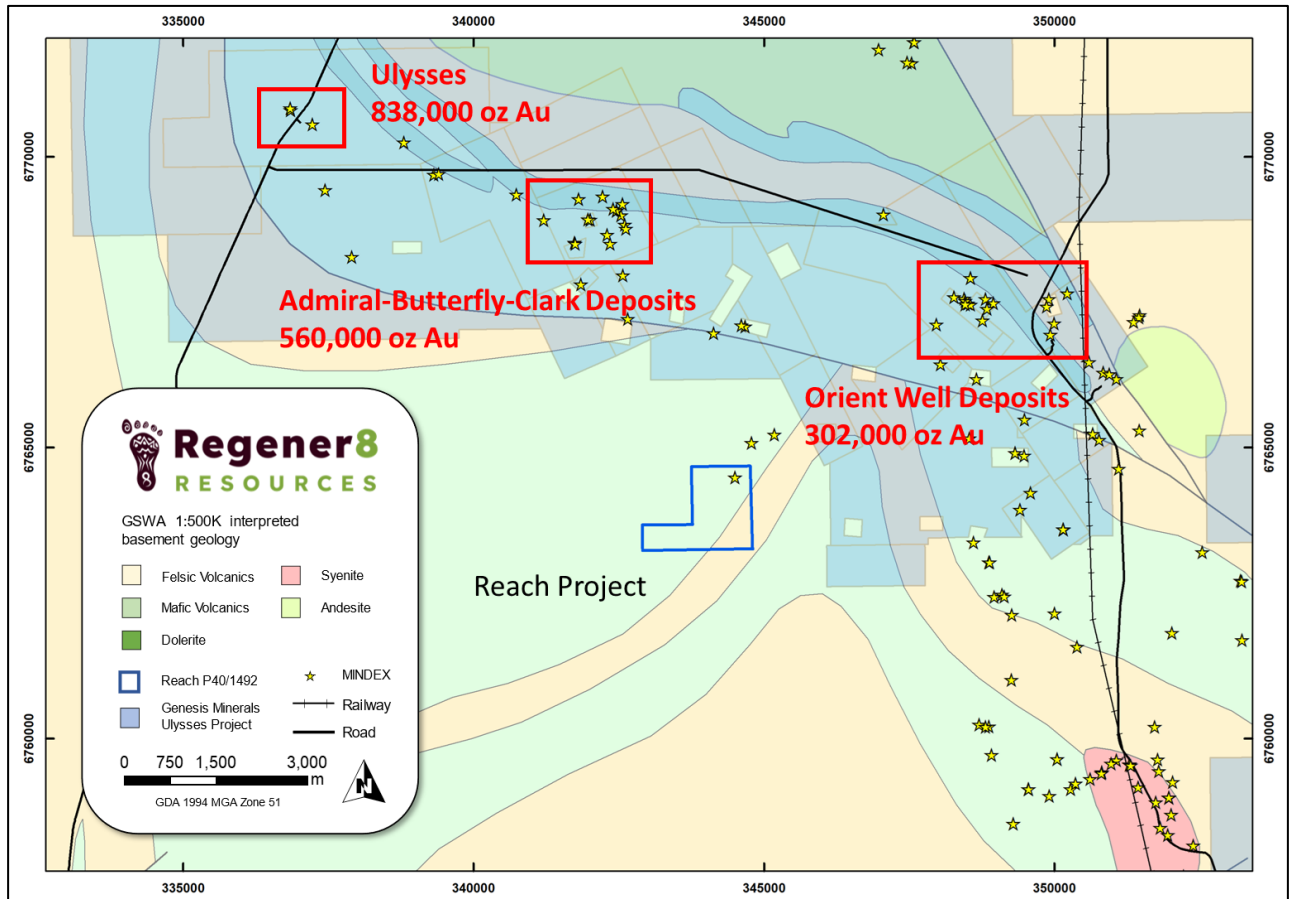 335000
340000
345000
350000
Ulysses
838,000 oz Au
6770000
6770000
Admiral-Butterfly-Clark Deposits
560,000 oz Au
Orient Well Deposits
302,000 oz Au
6765000
6765000
Reach Project
Regener8
RESOURCES
8
GSWA 1:500K interpreted
basement geology
Felsic Volcanics
Syenite
Mafic Volcanics
Andesite
Dolerite
Reach P40/1492
MINDEX
Genesis Minerals
Ulysses Project
Railway
Road
0 750 1,500 3,000
m
N
GDA 1994 MGA Zone 51
6760000
6760000
335000
340000
345000
350000